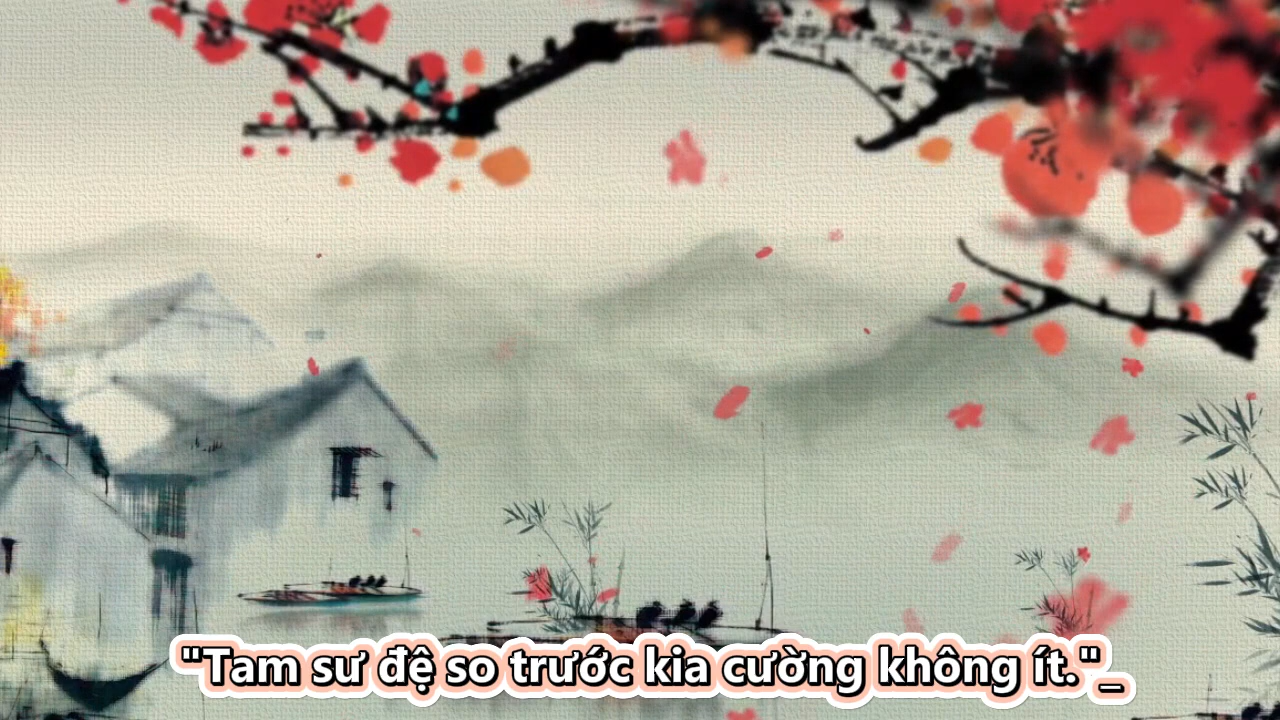 "Tam sư đệ so trước kia cường không ít."_